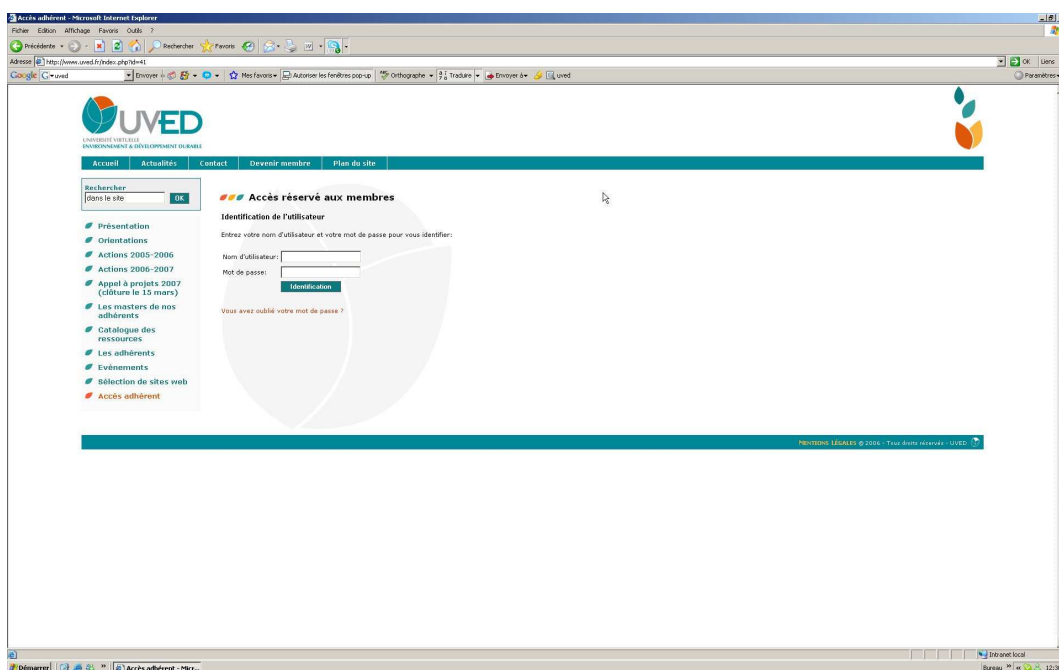 Accès adhérent - Microsoft Internet Explorer
Fichier Edition Affichage Favoris Outils ?
Précédente Rechercher Favoris
Adresse http://www.uved.fr/index.php?id=41 OK Liens
Google uved Envoyer Mes favoris Autoriser les fenêtres pop-up Orthographe Traduire Envoyer à uved Paramètres
UVED
UNIVERSITÉ VIRTUELLE
ENVIRONNEMENT & DÉVELOPPEMENT DURABLE
Accueil Actualités Contact Devenir membre Plan du site
Rechercher
dans le site OK
Accès réservé aux membres
Identification de l'utilisateur
Entrez votre nom d'utilisateur et votre mot de passe pour vous identifier:
Nom d'utilisateur:
Mot de passe:
Identification
Vous avez oublié votre mot de passe ?
Présentation
Orientations
Actions 2005-2006
Actions 2006-2007
Appel à projets 2007
(clôture le 15 mars)
Les masters de nos
adhérents
Catalogue des
ressources
Les adhérents
Evénements
Sélection de sites web
Accès adhérent
MENTIONS LÉGALES © 2006 - Tous droits réservés - UVED
Intranet local
Démarrer Accès adhérent - Micr... Bureau